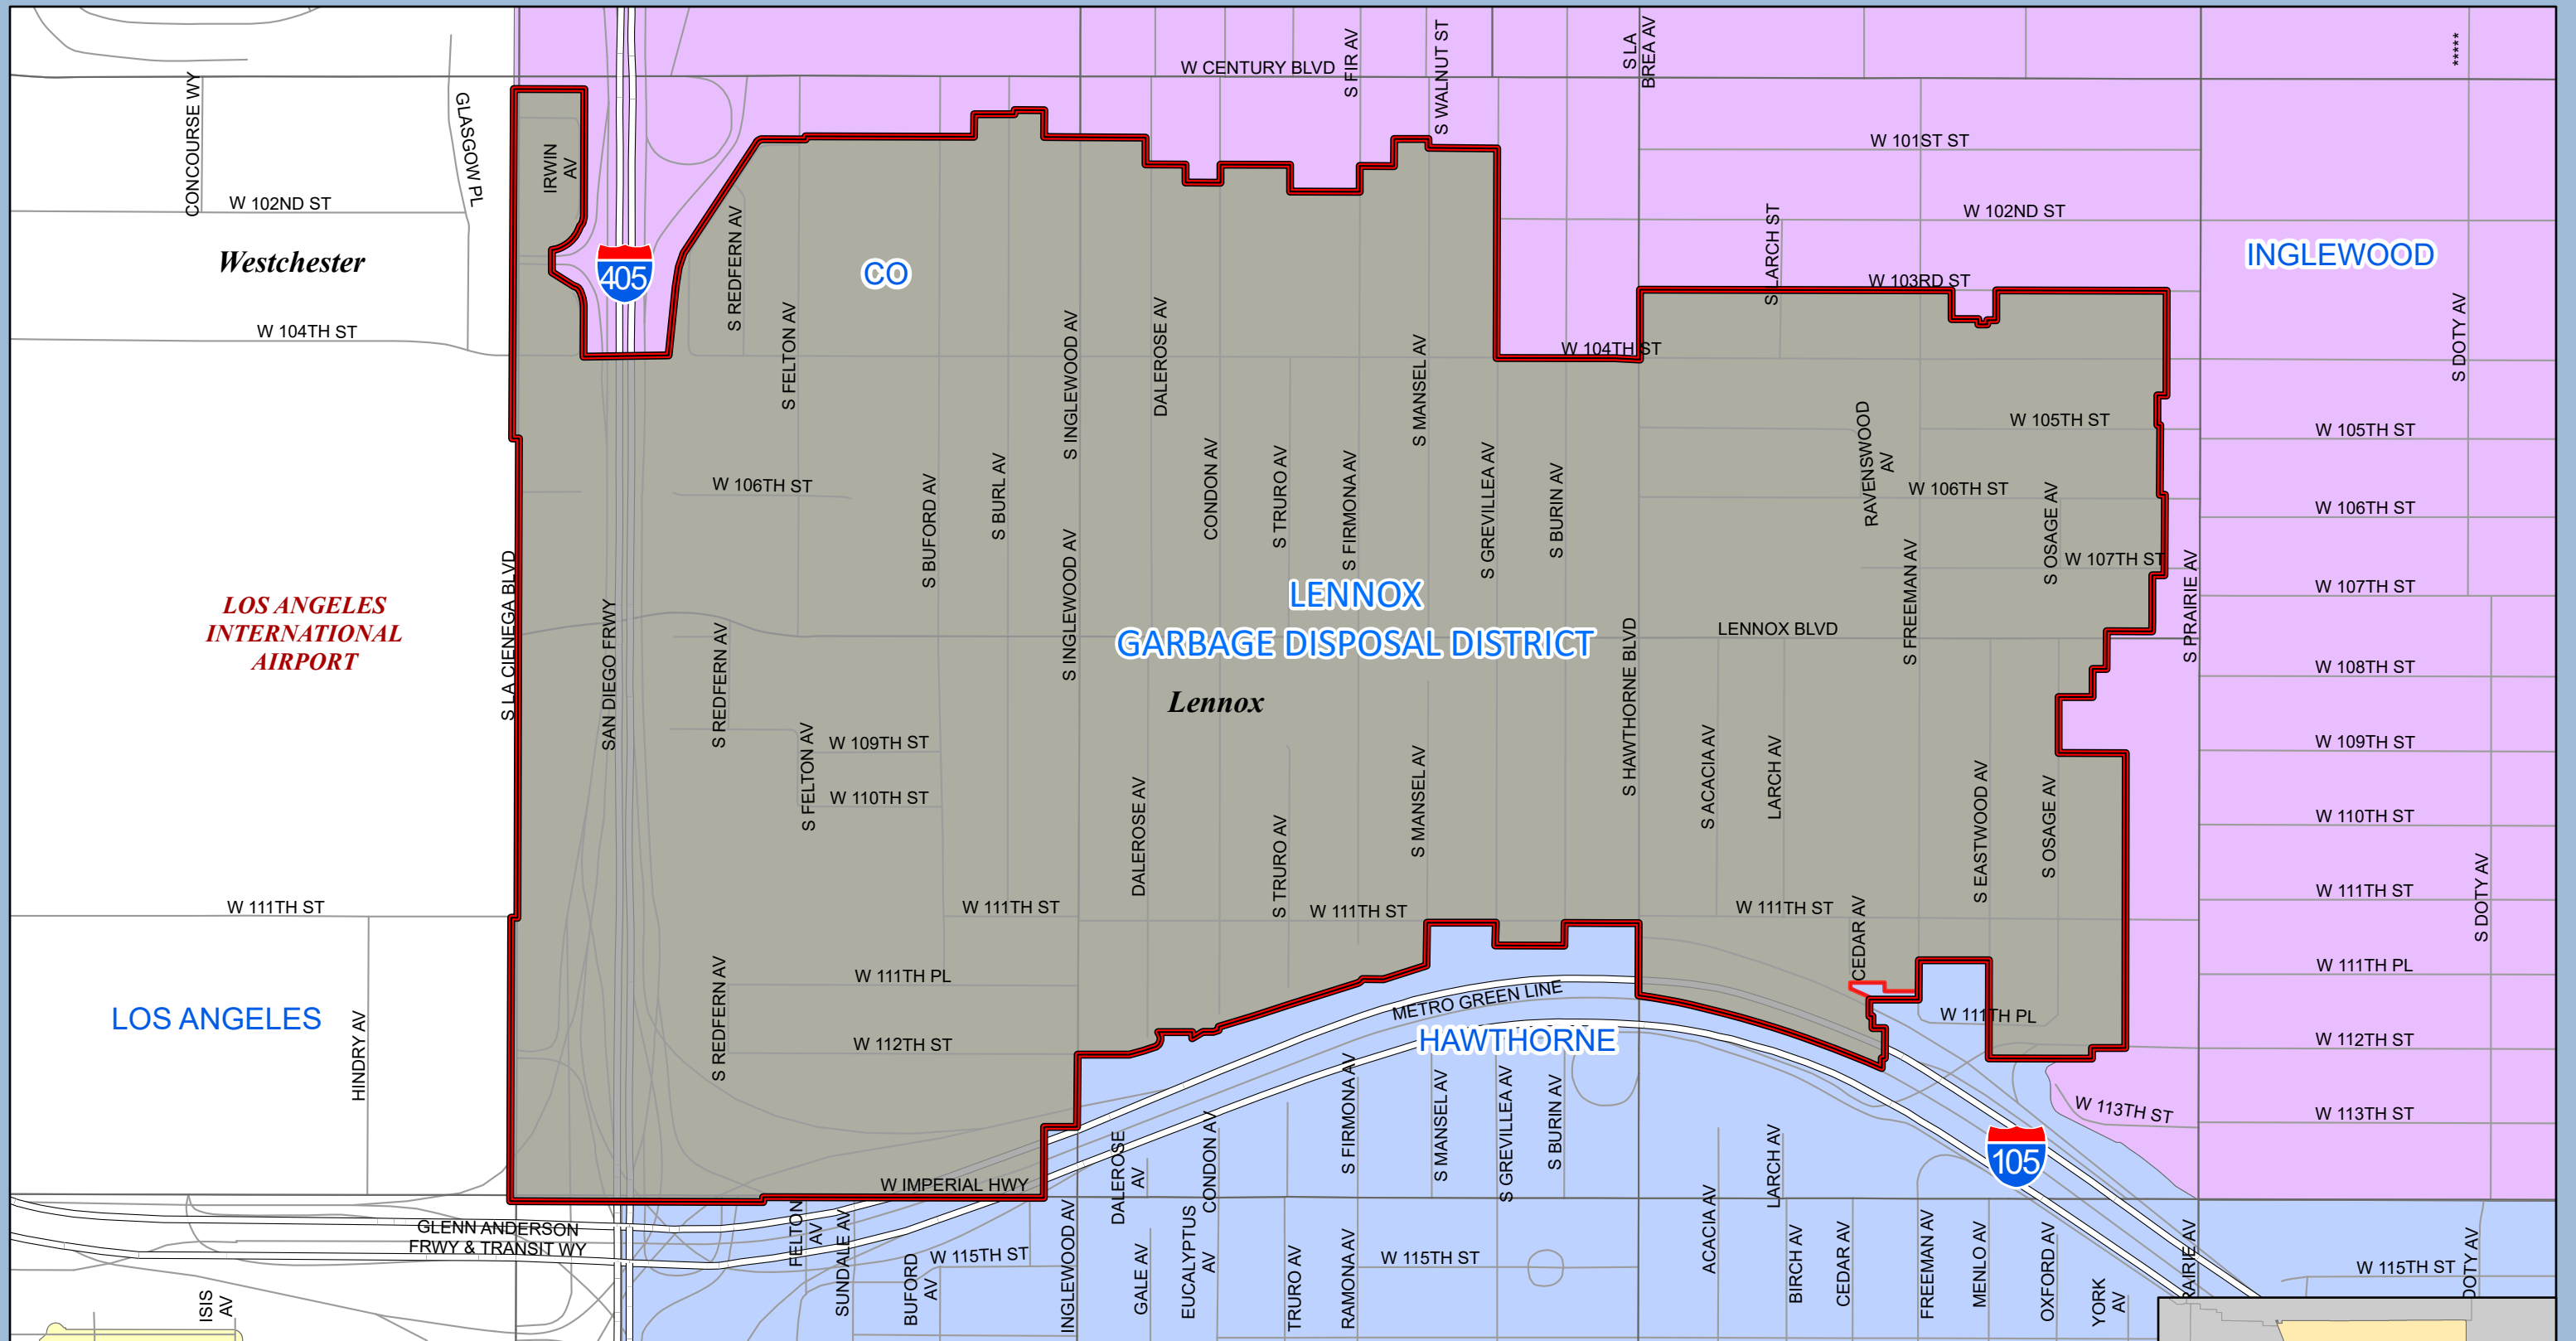 W CENTURY BLVD
S FIR AV
S WALNUT ST
S LA
BREA AV
*****
CONCOURSE WY
GLASGOW PL
IRWIN
AV
W 101ST ST
W 102ND ST
W 102ND ST
S LARCH ST
Westchester
405
S REDFERN AV
CO
INGLEWOOD
W 103RD ST
W 104TH ST
S FELTON AV
S INGLEWOOD AV
DALEROSE AV
S MANSEL AV
W 104TH ST
S DOTY AV
W 105TH ST
W 105TH ST
RAVENSWOOD
AV
W 106TH ST
S BUFORD AV
S BURL AV
CONDON AV
S TRURO AV
S FIRMONA AV
S GREVILLEA AV
S BURIN AV
W 106TH ST
S OSAGE AV
W 106TH ST
S LA CIENEGA BLVD
S INGLEWOOD AV
S FREEMAN AV
W 107TH ST
S PRAIRIE AV
W 107TH ST
LOS ANGELES
INTERNATIONAL
AIRPORT
SAN DIEGO FRWY
S REDFERN AV
LENNOX
GARBAGE DISPOSAL DISTRICT
Lennox
S HAWTHORNE BLVD
LENNOX BLVD
W 108TH ST
S FELTON AV
W 109TH ST
W 110TH ST
DALEROSE AV
S TRURO AV
S MANSEL AV
S ACACIA AV
LARCH AV
S EASTWOOD AV
S OSAGE AV
W 109TH ST
W 110TH ST
W 111TH ST
W 111TH ST
W 111TH ST
W 111TH ST
CEDAR AV
W 111TH ST
S DOTY AV
S REDFERN AV
W 111TH PL
METRO GREEN LINE
W 111TH PL
W 111TH PL
LOS ANGELES
HINDRY AV
W 112TH ST
HAWTHORNE
W 112TH ST
S FIRMONA AV
S MANSEL AV
S GREVILLEA AV
S BURIN AV
W 113TH ST
W 113TH ST
DALEROSE
AV
CONDON AV
LARCH AV
105
W IMPERIAL HWY
GLENN ANDERSON
FRWY & TRANSIT WY
FELTON
AV
SUNDALE AV
BUFORD
AV
W 115TH ST
INGLEWOOD AV
GALE AV
EUCALYPTUS
AV
TRURO AV
RAMONA AV
W 115TH ST
ACACIA AV
BIRCH AV
CEDAR AV
FREEMAN AV
MENLO AV
OXFORD AV
YORK
AV
RAIRIE AV
W 115TH ST
DOTY AV
ISIS
AV